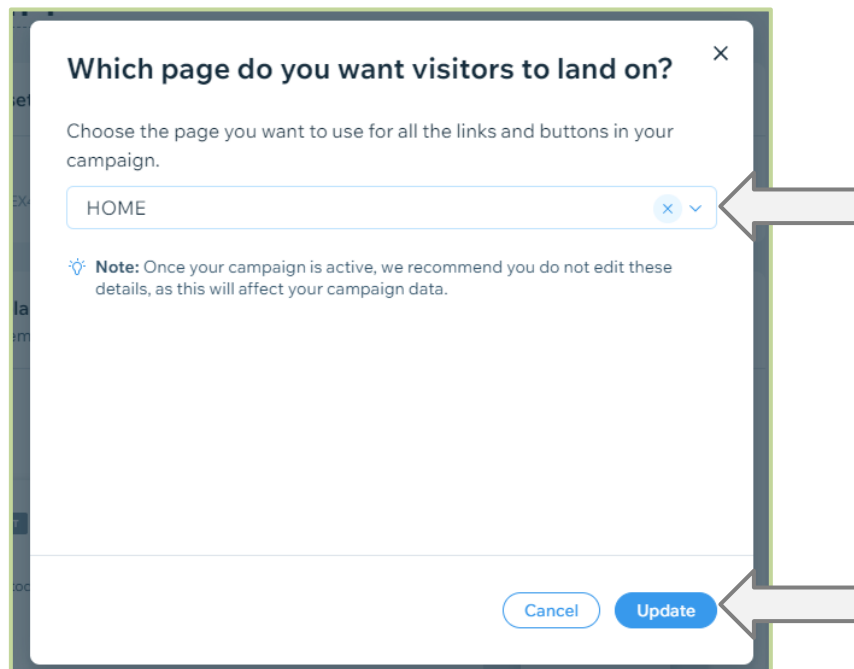 Which page do you want visitors to land on?
Choose the page you want to use for all the links and buttons in your
campaign.
HOME
Note: Once your campaign is active, we recommend you do not edit these
details, as this will affect your campaign data.
Cancel
Update